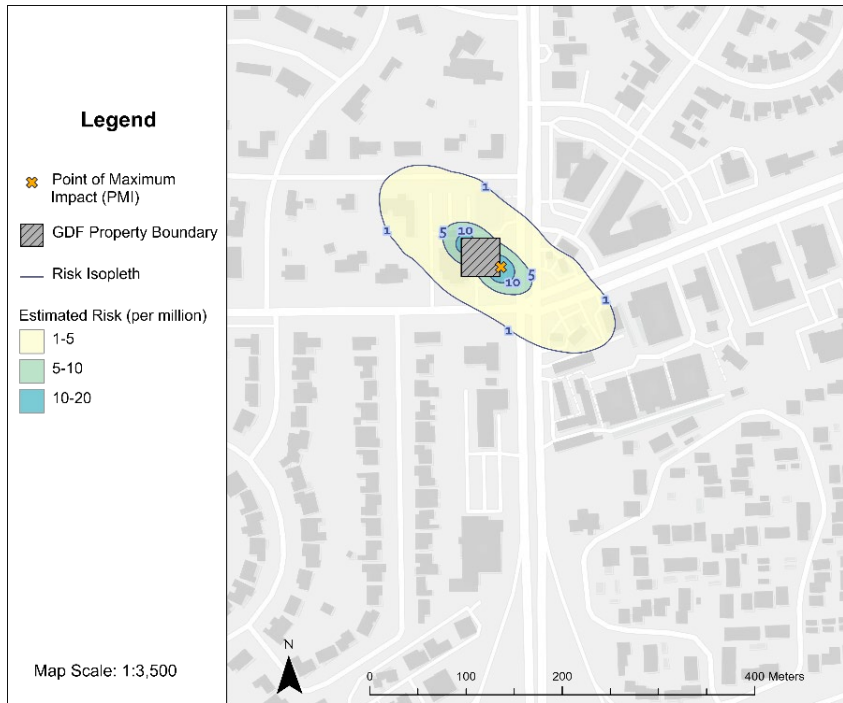 Legend
Point of Maximum
Impact (PMI)
GDF Property Boundary
Risk Isopleth
Estimated Risk (per million)
1-5
5-10
10-20
Map Scale: 1:3,500
1
1
5
10
5
10
1
1
N
0
100
200
400 Meters